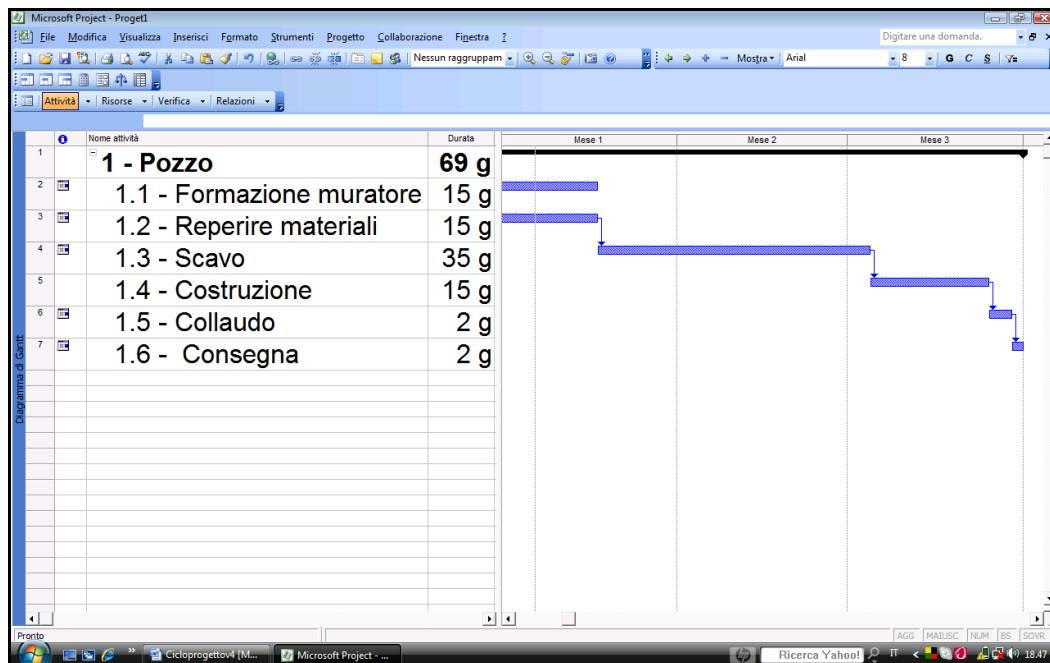 Microsoft Project - Proget1
File Modifica Visualizza Inserisci Formato Strumenti Progetto Collaborazione Finestra ? Digitare una domanda.
Nessun raggruppam Mostra Arial 8 G C S
Attività Risorse Verifica Relazioni
Nome attività Durata Mese 1 Mese 2 Mese 3
1 1 - Pozzo 69 g
2 1.1 - Formazione muratore 15 g
3 1.2 - Reperire materiali 15 g
4 1.3 - Scavo 35 g
5 1.4 - Costruzione 15 g
6 1.5 - Collaudo 2 g
7 1.6 - Consegna 2 g
Diagramma di Gantt
Pronto AGG MAIUSC NUM BS SOVR
Cicloprogettov4 [M... Microsoft Project - ... hp Ricerca Yahoo! IT 18.47